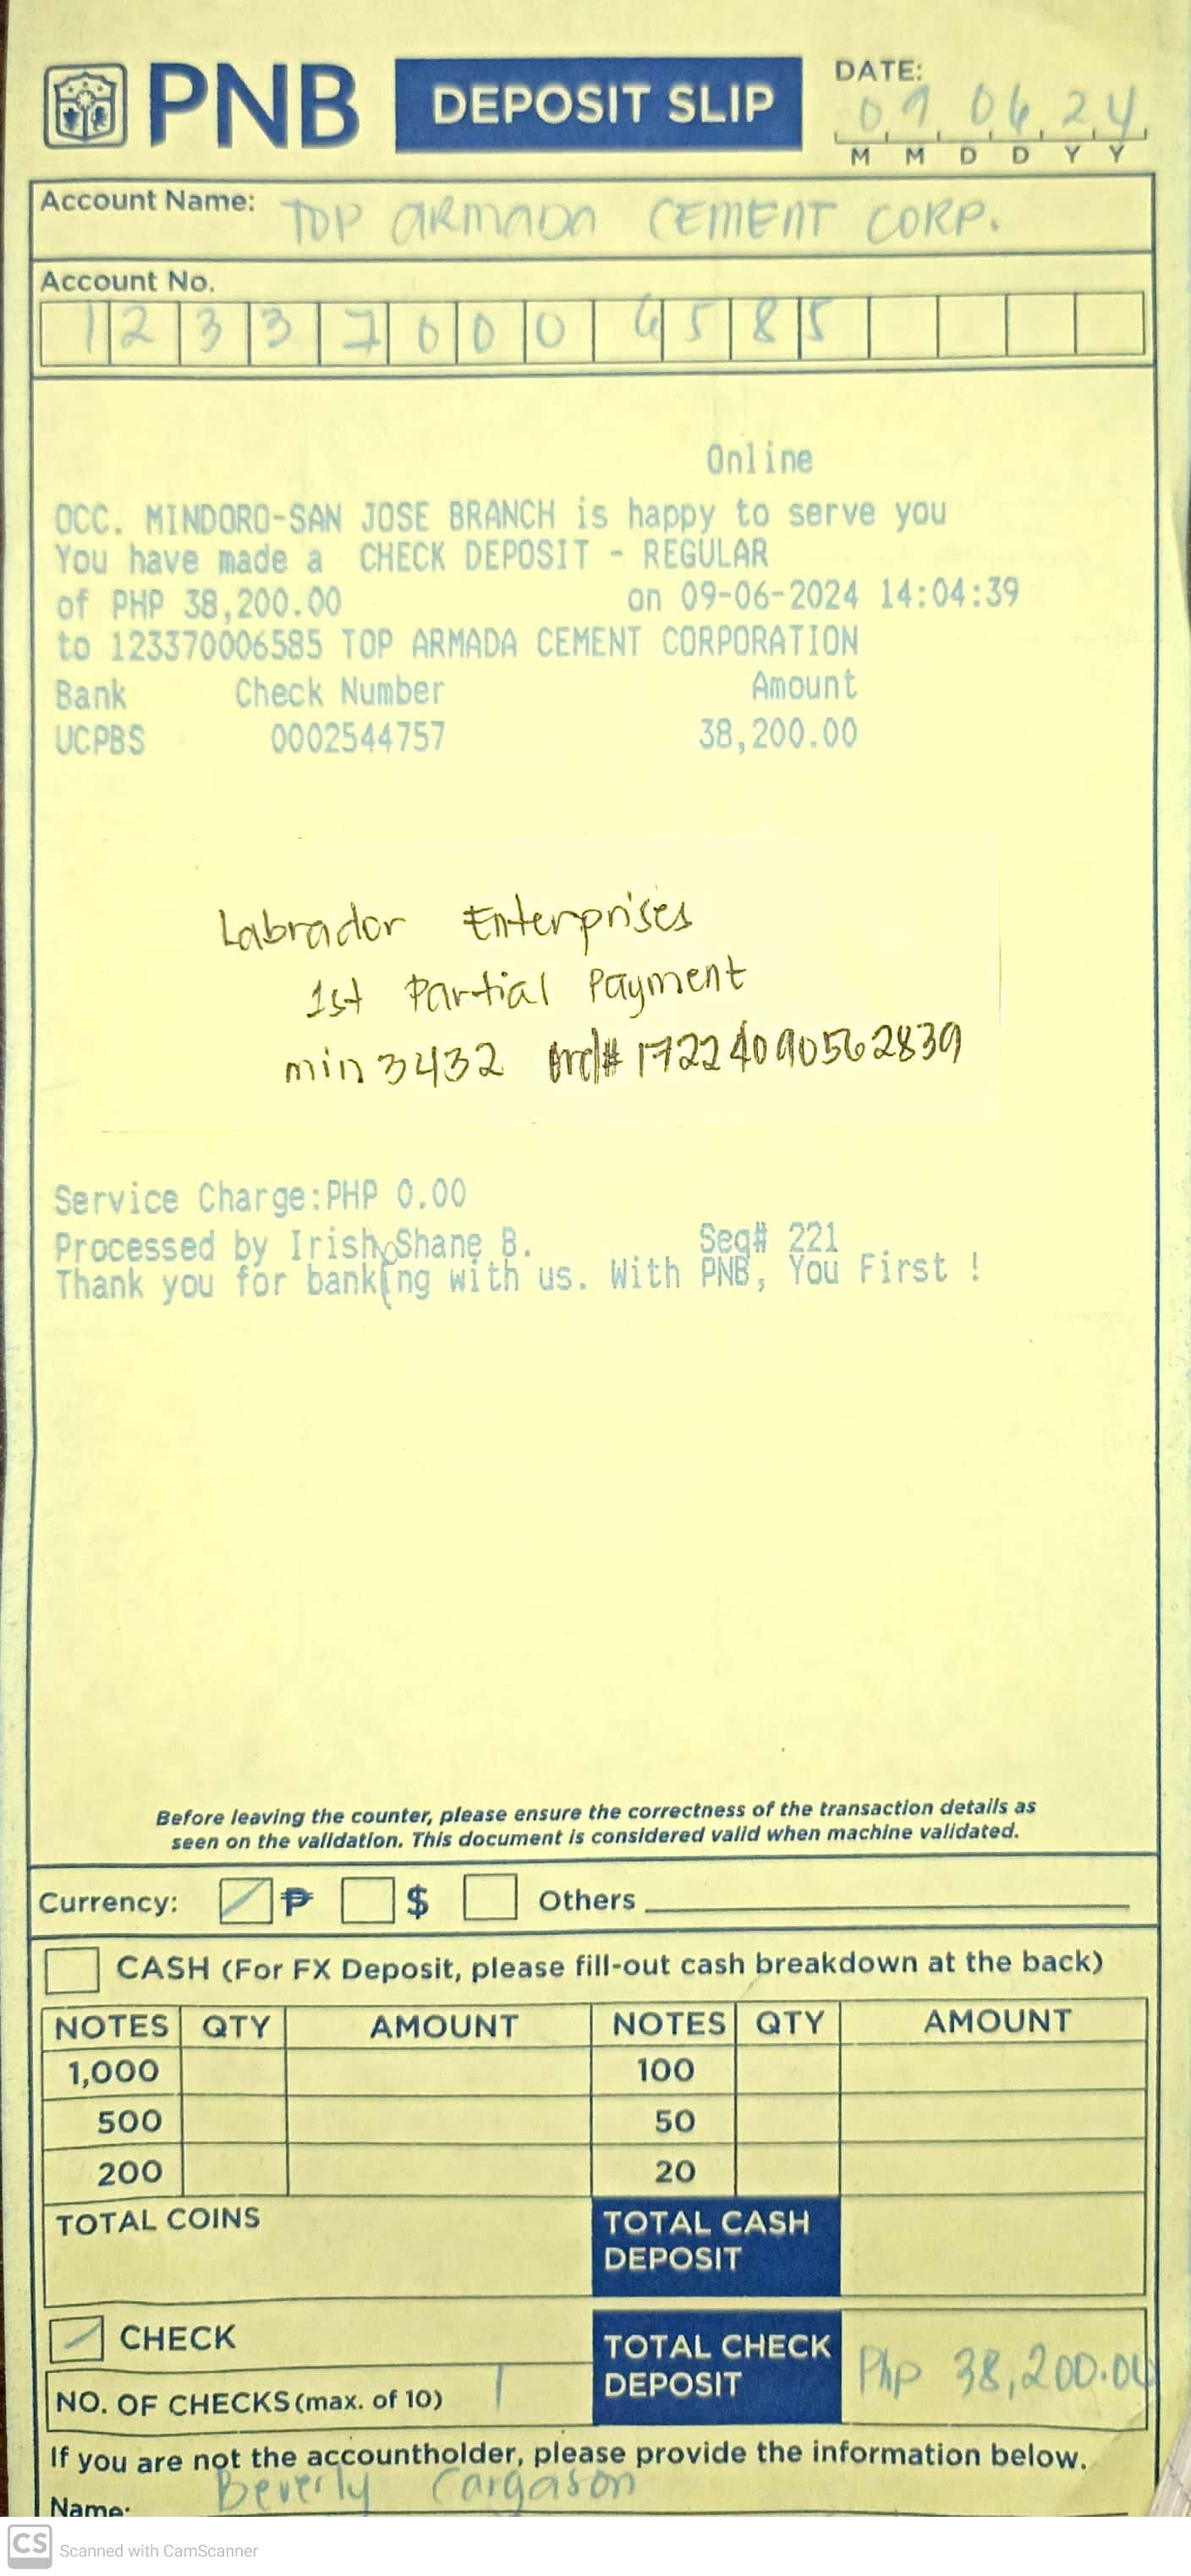 PNB
DEPOSIT SLIP
DATE:
09 06 24
M M D D Y Y
Account Name: TOP ARMADA CEMENT CORP.
Account No.
1 2 3 3 7 0 0 0 6 5 8 5
Online
OCC. MINDORO-SAN JOSE BRANCH is happy to serve you
You have made a CHECK DEPOSIT - REGULAR
of PHP 38,200.00 on 09-06-2024 14:04:39
to 123370006585 TOP ARMADA CEMENT CORPORATION
Bank Check Number Amount
UCPBS 0002544757 38,200.00
Labrador Enterprises
1st Partial Payment
min3432 ord# 17224090562839
Service Charge:PHP 0.00
Processed by Irish Shane B. Seq# 221
Thank you for banking with us. With PNB, You First !
Before leaving the counter, please ensure the correctness of the transaction details as
seen on the validation. This document is considered valid when machine validated.
Currency: ₱ $ Others
CASH (For FX Deposit, please fill-out cash breakdown at the back)
NOTES QTY AMOUNT NOTES QTY AMOUNT
1,000 100
500 50
200 20
TOTAL COINS TOTAL CASH DEPOSIT
CHECK
NO. OF CHECKS (max. of 10) 1
TOTAL CHECK DEPOSIT Php 38,200.00
If you are not the accountholder, please provide the information below.
Name: Beverly Cargason
CS Scanned with CamScanner